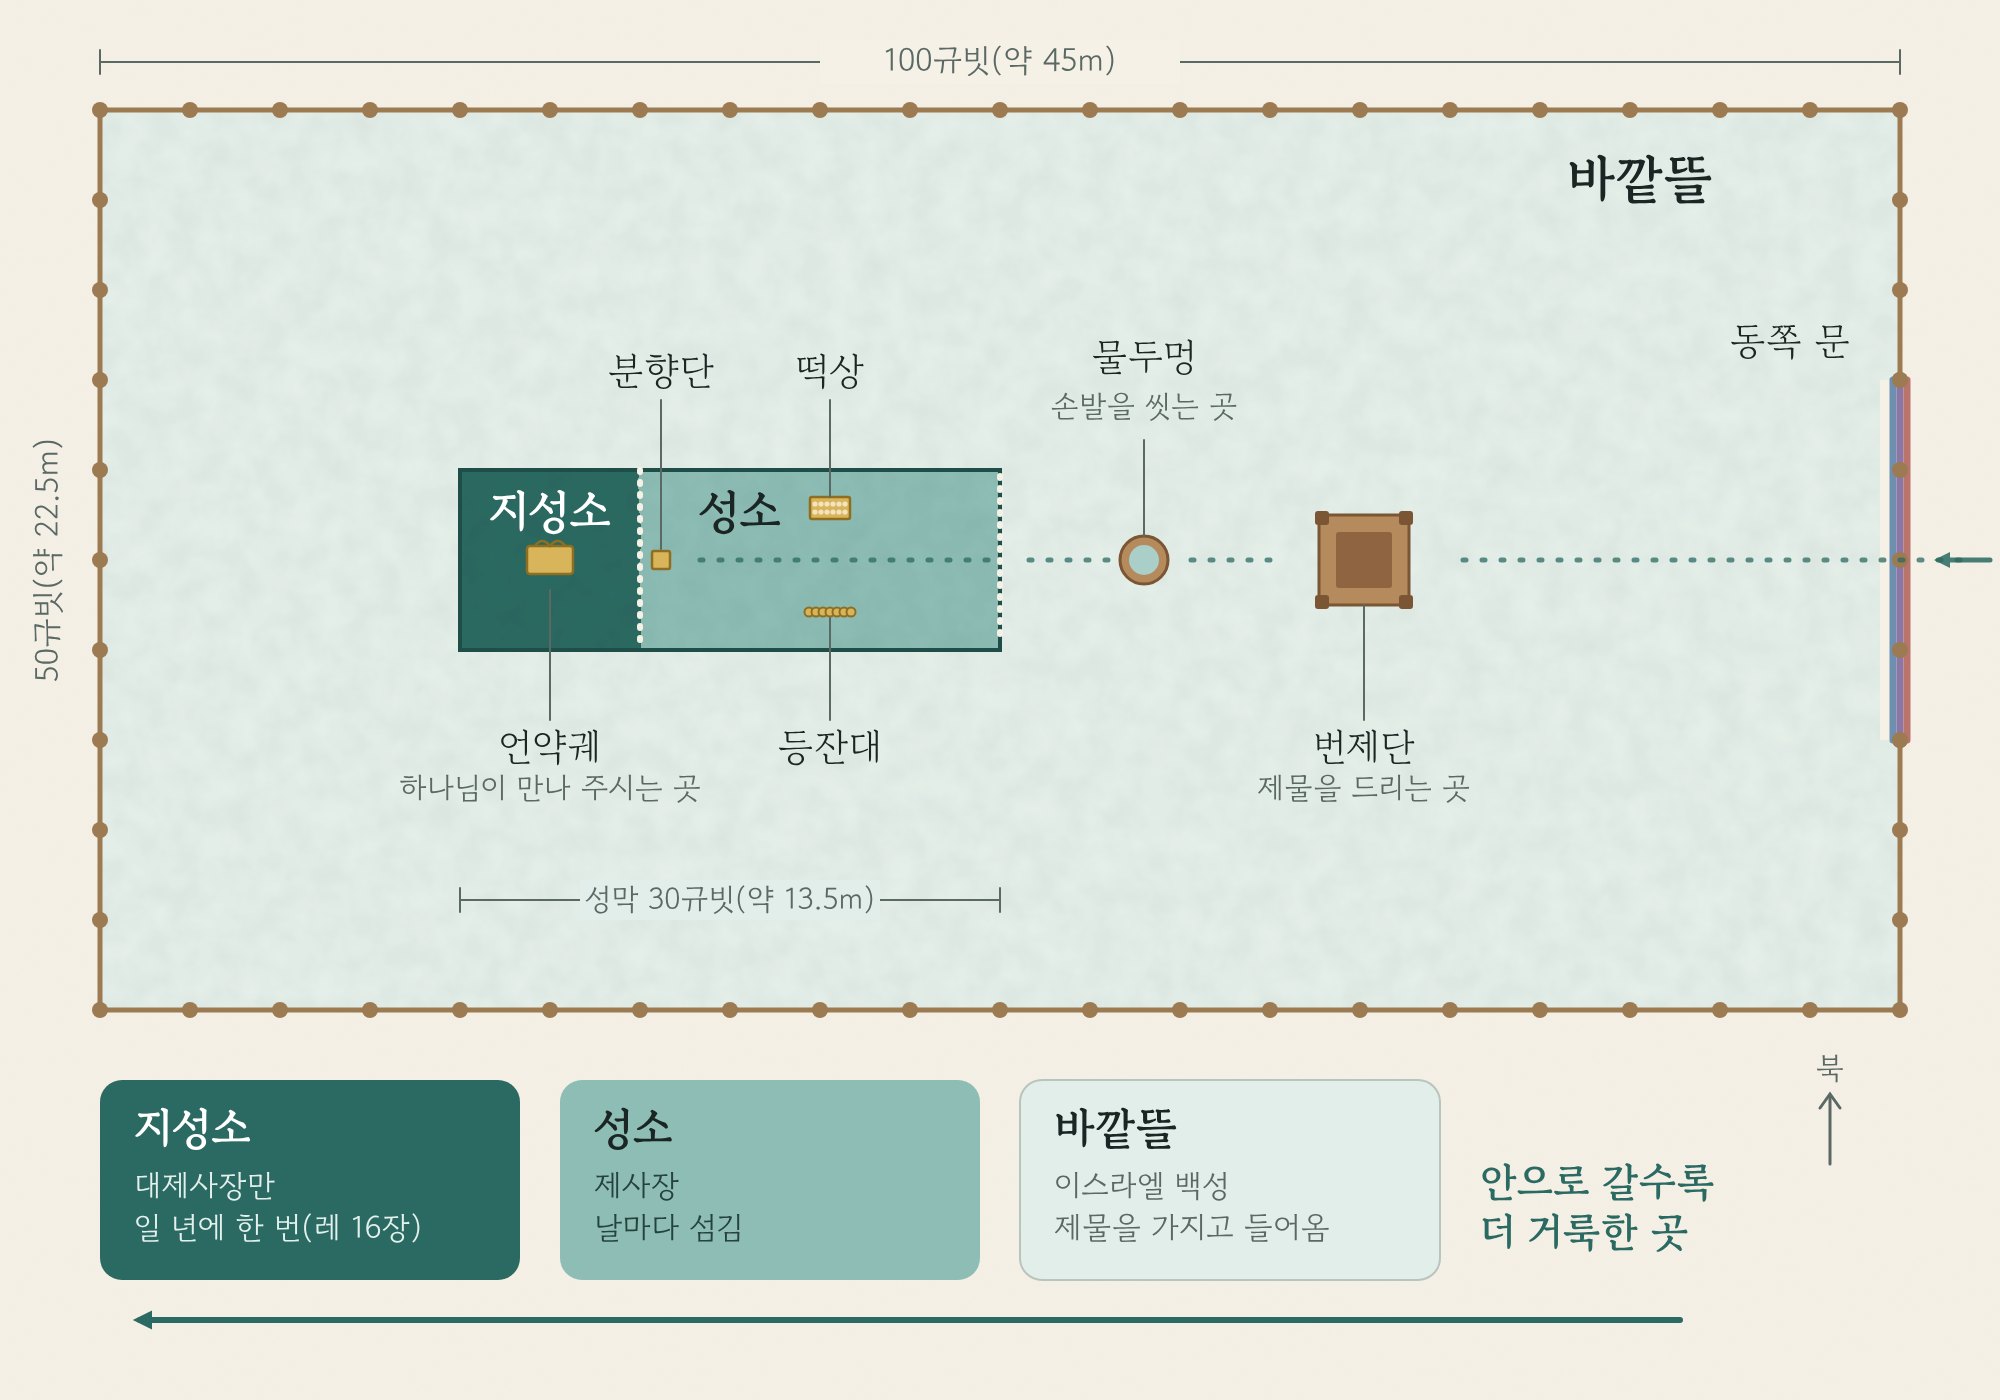 100규빗(약 45m)
바깥뜰
동쪽 문
분향단
떡상
물두멍
손발을 씻는 곳
50규빗(약 22.5m)
지성소
성소
언약궤
하나님이 만나 주시는 곳
등잔대
번제단
제물을 드리는 곳
성막 30규빗(약 13.5m)
북
지성소
대제사장만
일 년에 한 번(레 16장)
성소
제사장
날마다 섬김
바깥뜰
이스라엘 백성
제물을 가지고 들어옴
안으로 갈수록
더 거룩한 곳